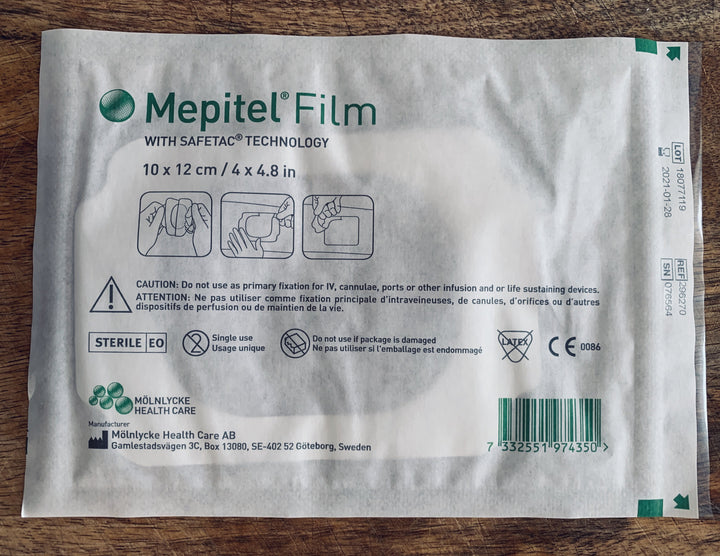 Mepitel® Film
WITH SAFETAC® TECHNOLOGY
10 x 12 cm / 4 x 4.8 in
CAUTION: Do not use as primary fixation for IV, cannulae, ports or other infusion and or life sustaining devices.
ATTENTION: Ne pas utiliser comme fixation principale d'intraveineuses, de canules, d'orifices ou d'autres
dispositifs de perfusion ou de maintien de la vie.
STERILE EO
2
Single use
Usage unique
Do not use if package is damaged
Ne pas utiliser si l'emballage est endommagé
LATEX
CE 0086
MÖLNLYCKE
HEALTH CARE
Manufacturer
Mölnlycke Health Care AB
Gamlestadsvägen 3C, Box 13080, SE-402 52 Göteborg, Sweden
7 332551 974350 >
LOT 18077119
2021-01-28
REF 296270
SN 076564